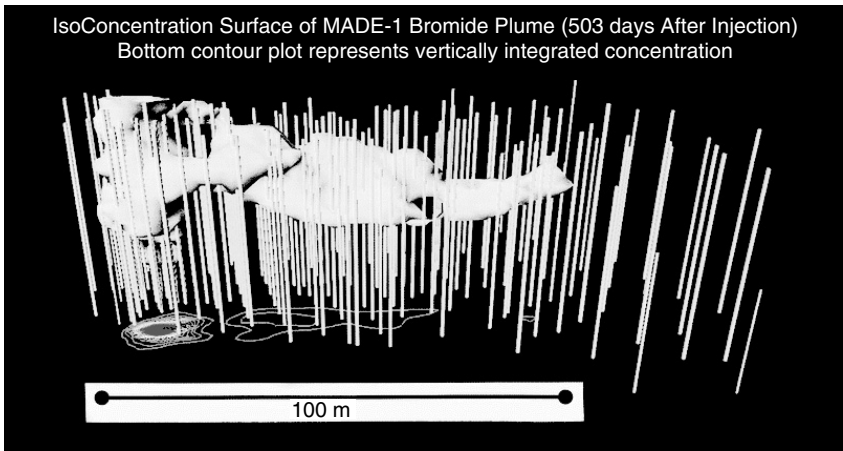 IsoConcentration Surface of MADE-1 Bromide Plume (503 days After Injection)
Bottom contour plot represents vertically integrated concentration
100 m